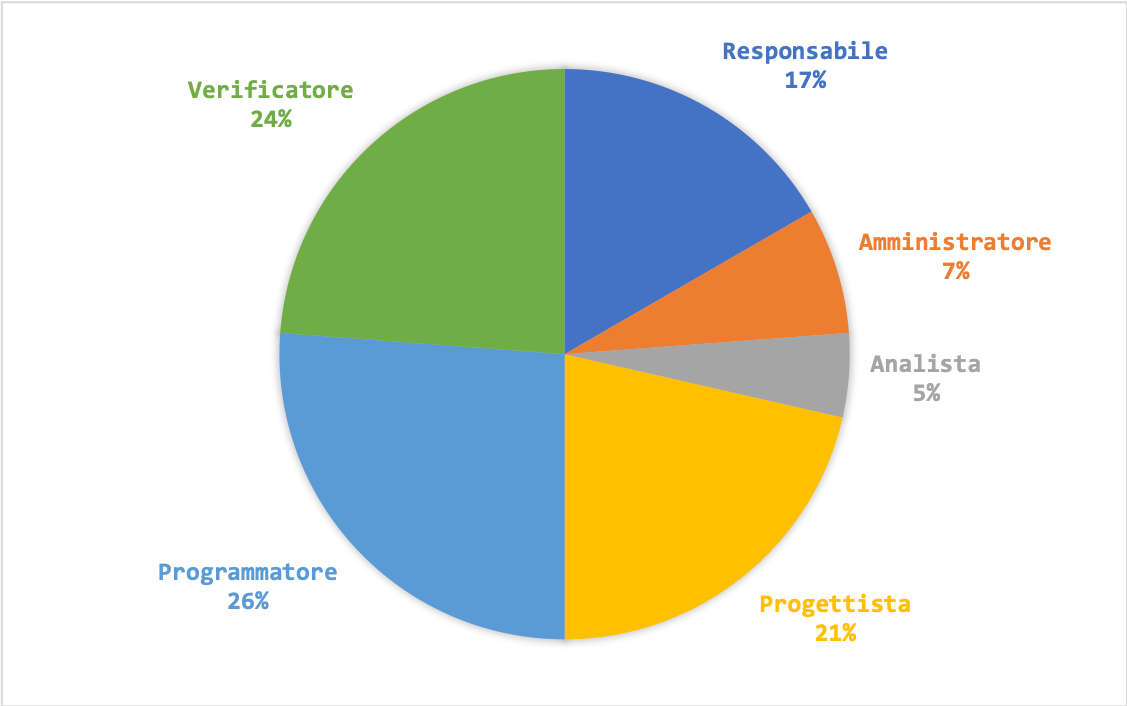 Responsabile
17%
Verificatore
24%
Amministratore
7%
Analista
5%
Programmatore
26%
Progettista
21%